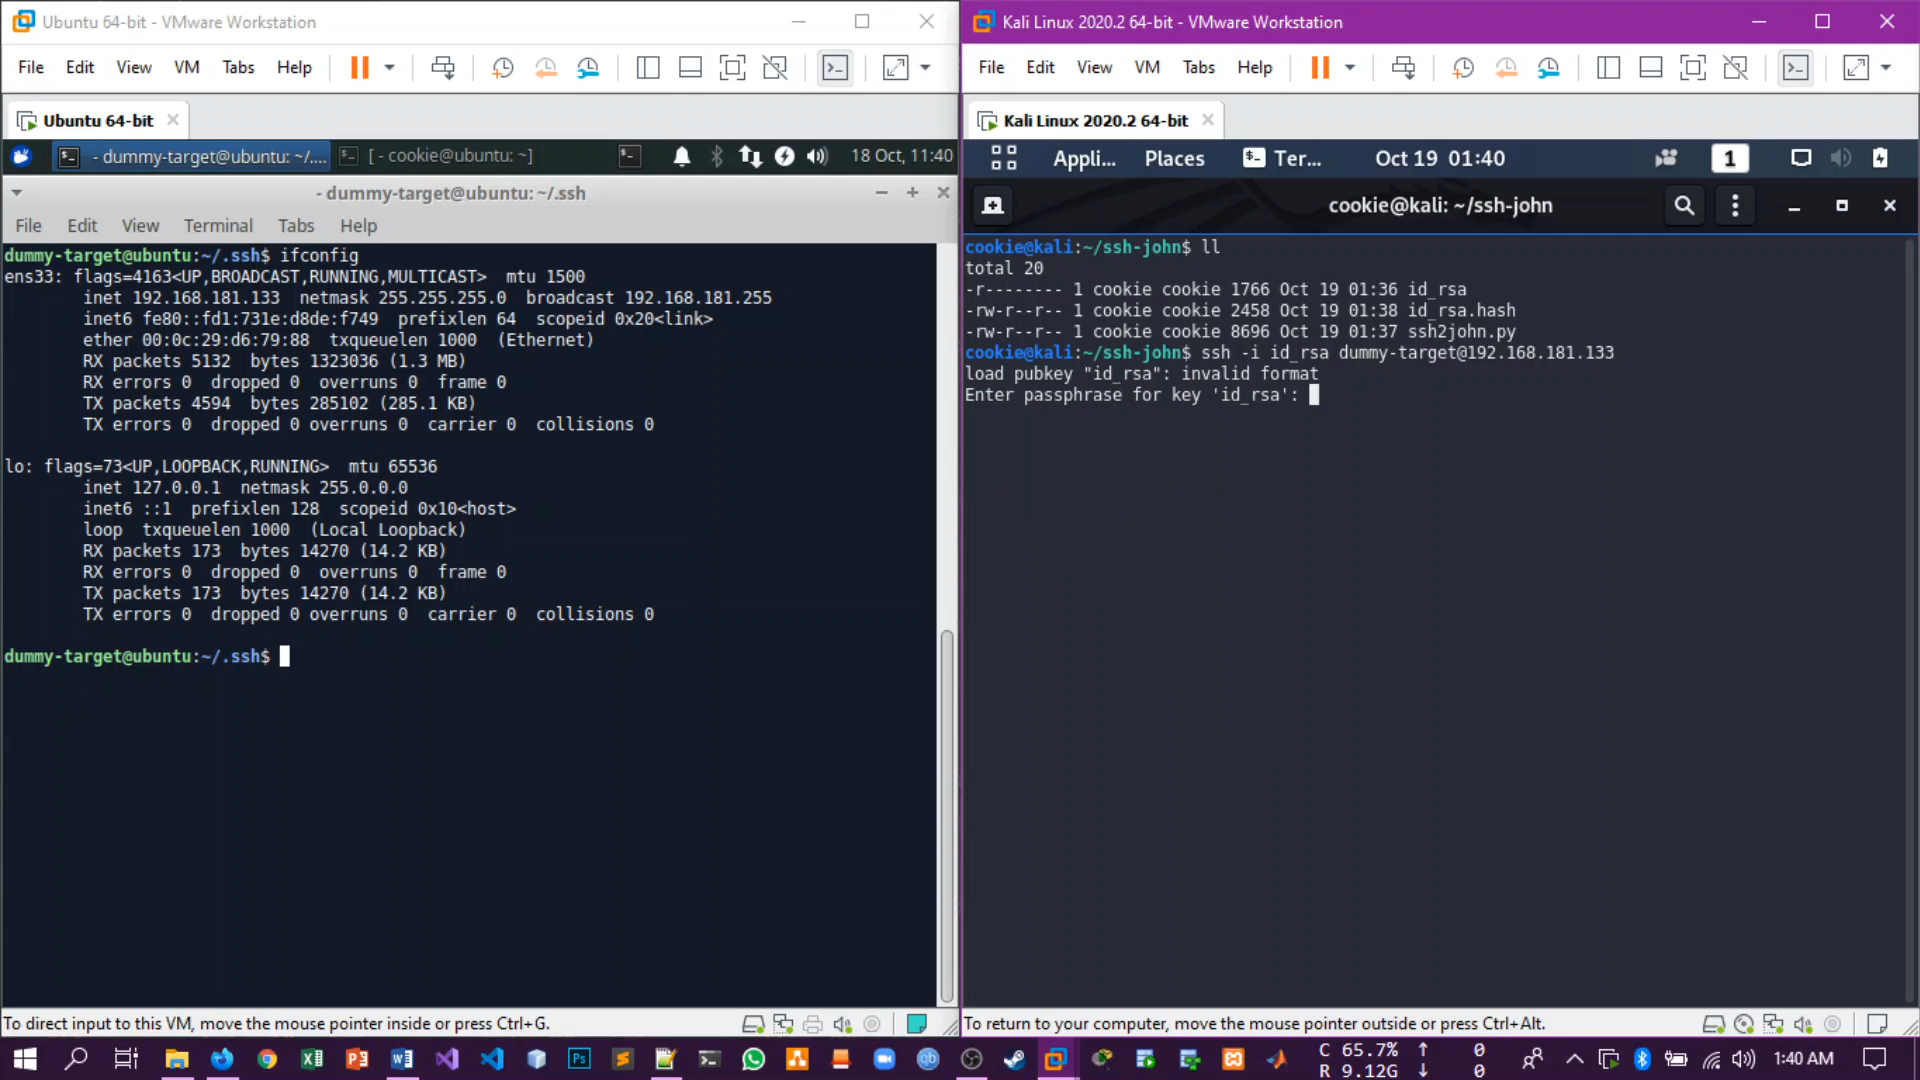 Ubuntu 64-bit - VMware Workstation
File Edit View VM Tabs Help
Ubuntu 64-bit
- dummy-target@ubuntu: ~/.... [ - cookie@ubuntu: ~] 18 Oct, 11:40
- dummy-target@ubuntu: ~/.ssh
File Edit View Terminal Tabs Help
dummy-target@ubuntu:~/.ssh$ ifconfig
ens33: flags=4163<UP,BROADCAST,RUNNING,MULTICAST>  mtu 1500
        inet 192.168.181.133  netmask 255.255.255.0  broadcast 192.168.181.255
        inet6 fe80::fd1:731e:d8de:f749  prefixlen 64  scopeid 0x20<link>
        ether 00:0c:29:d6:79:88  txqueuelen 1000  (Ethernet)
        RX packets 5132  bytes 1323036 (1.3 MB)
        RX errors 0  dropped 0  overruns 0  frame 0
        TX packets 4594  bytes 285102 (285.1 KB)
        TX errors 0  dropped 0 overruns 0  carrier 0  collisions 0
lo: flags=73<UP,LOOPBACK,RUNNING>  mtu 65536
        inet 127.0.0.1  netmask 255.0.0.0
        inet6 ::1  prefixlen 128  scopeid 0x10<host>
        loop  txqueuelen 1000  (Local Loopback)
        RX packets 173  bytes 14270 (14.2 KB)
        RX errors 0  dropped 0  overruns 0  frame 0
        TX packets 173  bytes 14270 (14.2 KB)
        TX errors 0  dropped 0 overruns 0  carrier 0  collisions 0
dummy-target@ubuntu:~/.ssh$
To direct input to this VM, move the mouse pointer inside or press Ctrl+G.
Kali Linux 2020.2 64-bit - VMware Workstation
File Edit View VM Tabs Help
Kali Linux 2020.2 64-bit
Appli... Places Ter... Oct 19 01:40 1
cookie@kali: ~/ssh-john
cookie@kali:~/ssh-john$ ll
total 20
-r-------- 1 cookie cookie 1766 Oct 19 01:36 id_rsa
-rw-r--r-- 1 cookie cookie 2458 Oct 19 01:38 id_rsa.hash
-rw-r--r-- 1 cookie cookie 8696 Oct 19 01:37 ssh2john.py
cookie@kali:~/ssh-john$ ssh -i id_rsa dummy-target@192.168.181.133
load pubkey "id_rsa": invalid format
Enter passphrase for key 'id_rsa':
To return to your computer, move the mouse pointer outside or press Ctrl+Alt.
C 65.7% ↑ 0
R 9.12G ↓ 0
1:40 AM